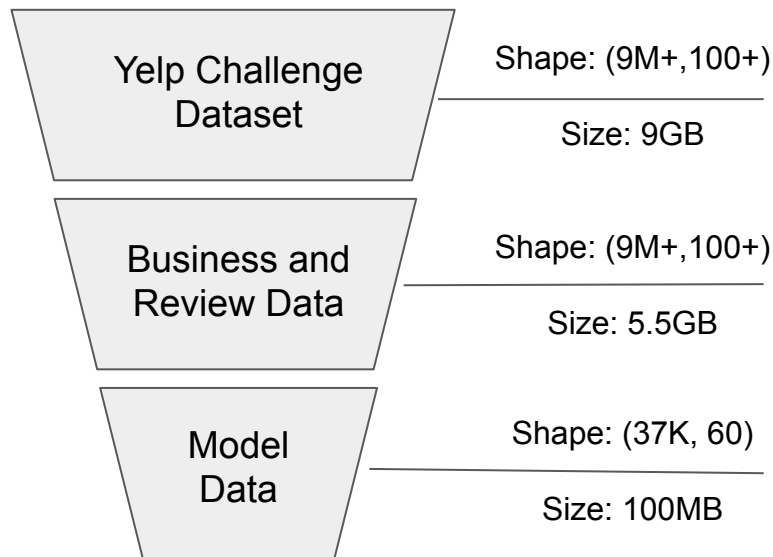 Yelp Challenge
Dataset
Shape: (9M+,100+)
Size: 9GB
Business and
Review Data
Shape: (9M+,100+)
Size: 5.5GB
Model
Data
Shape: (37K, 60)
Size: 100MB